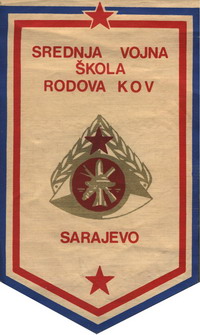 SREDNJA VOJNA
ŠKOLA
RODOVA KOV
SARAJEVO